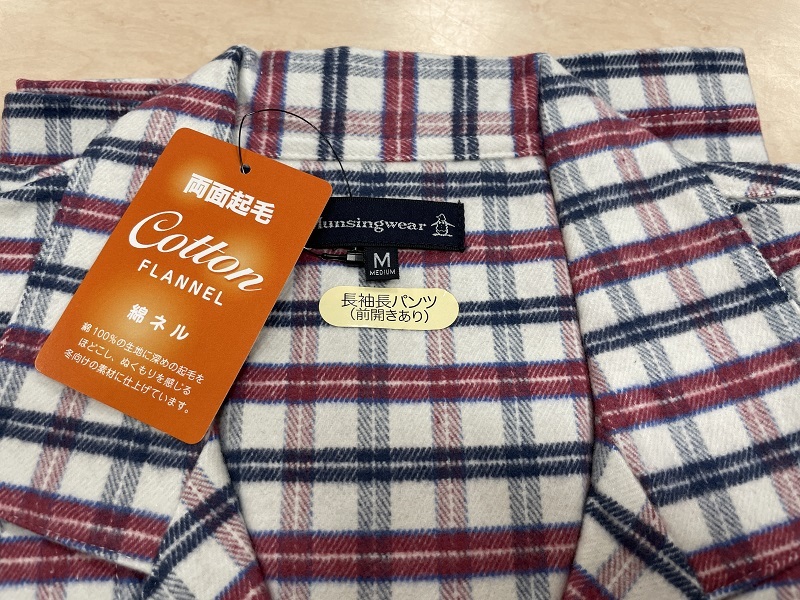 両面起毛
Cotton
FLANNEL
綿ネル
綿100%の生地に深めの起毛を
ほどこし、ぬくもりを感じる
冬向けの素材に仕上げています。
unsingwear
M
MEDIUM
長袖長パンツ
(前開きあり)